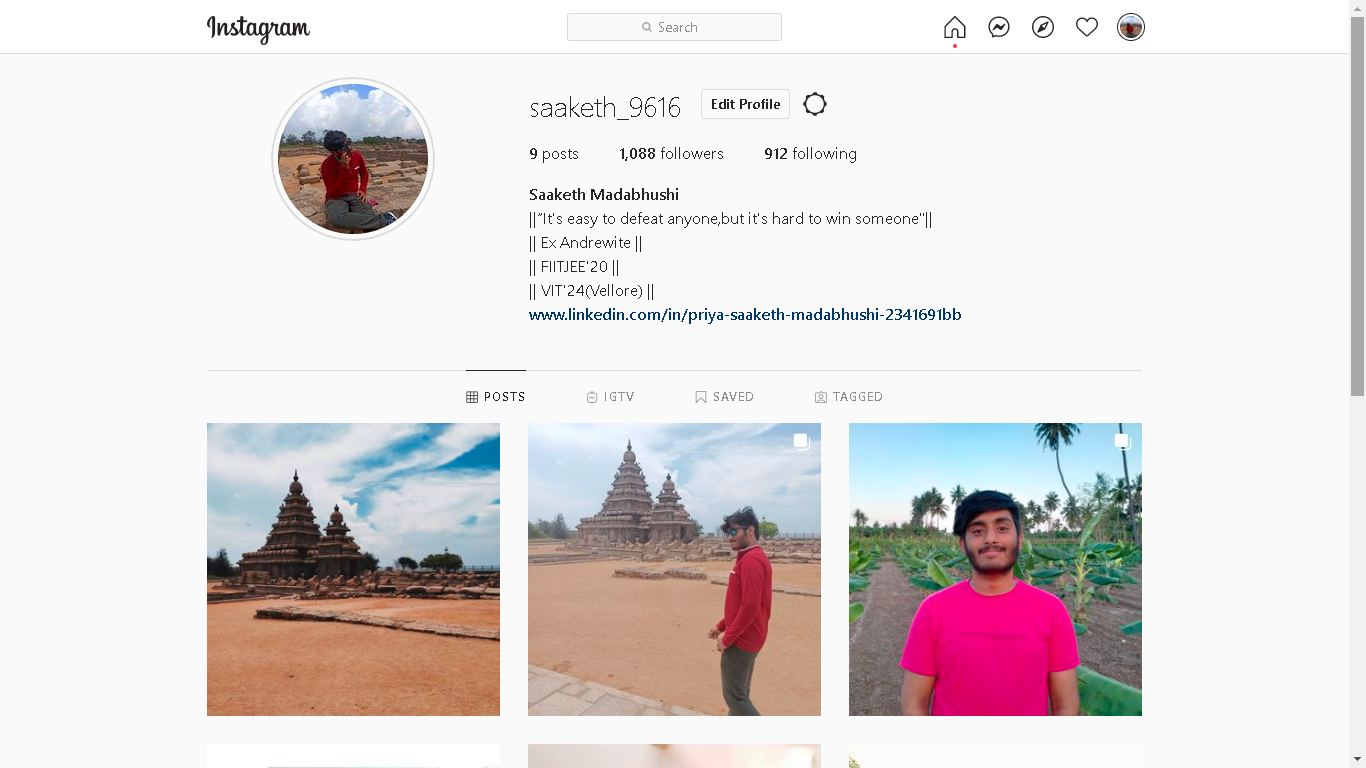 Instagram
Search
saaketh_9616 Edit Profile
9 posts 1,088 followers 912 following
Saaketh Madabhushi
||"It's easy to defeat anyone,but it's hard to win someone"||
|| Ex Andrewite ||
|| FIITJEE'20 ||
|| VIT'24(Vellore) ||
www.linkedin.com/in/priya-saaketh-madabhushi-2341691bb
POSTS IGTV SAVED TAGGED